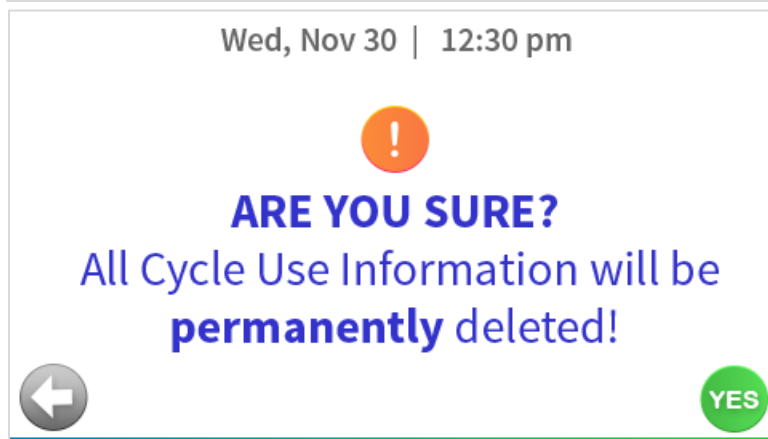 Wed, Nov 30 | 12:30 pm
!
ARE YOU SURE?
All Cycle Use Information will be
permanently deleted!
YES